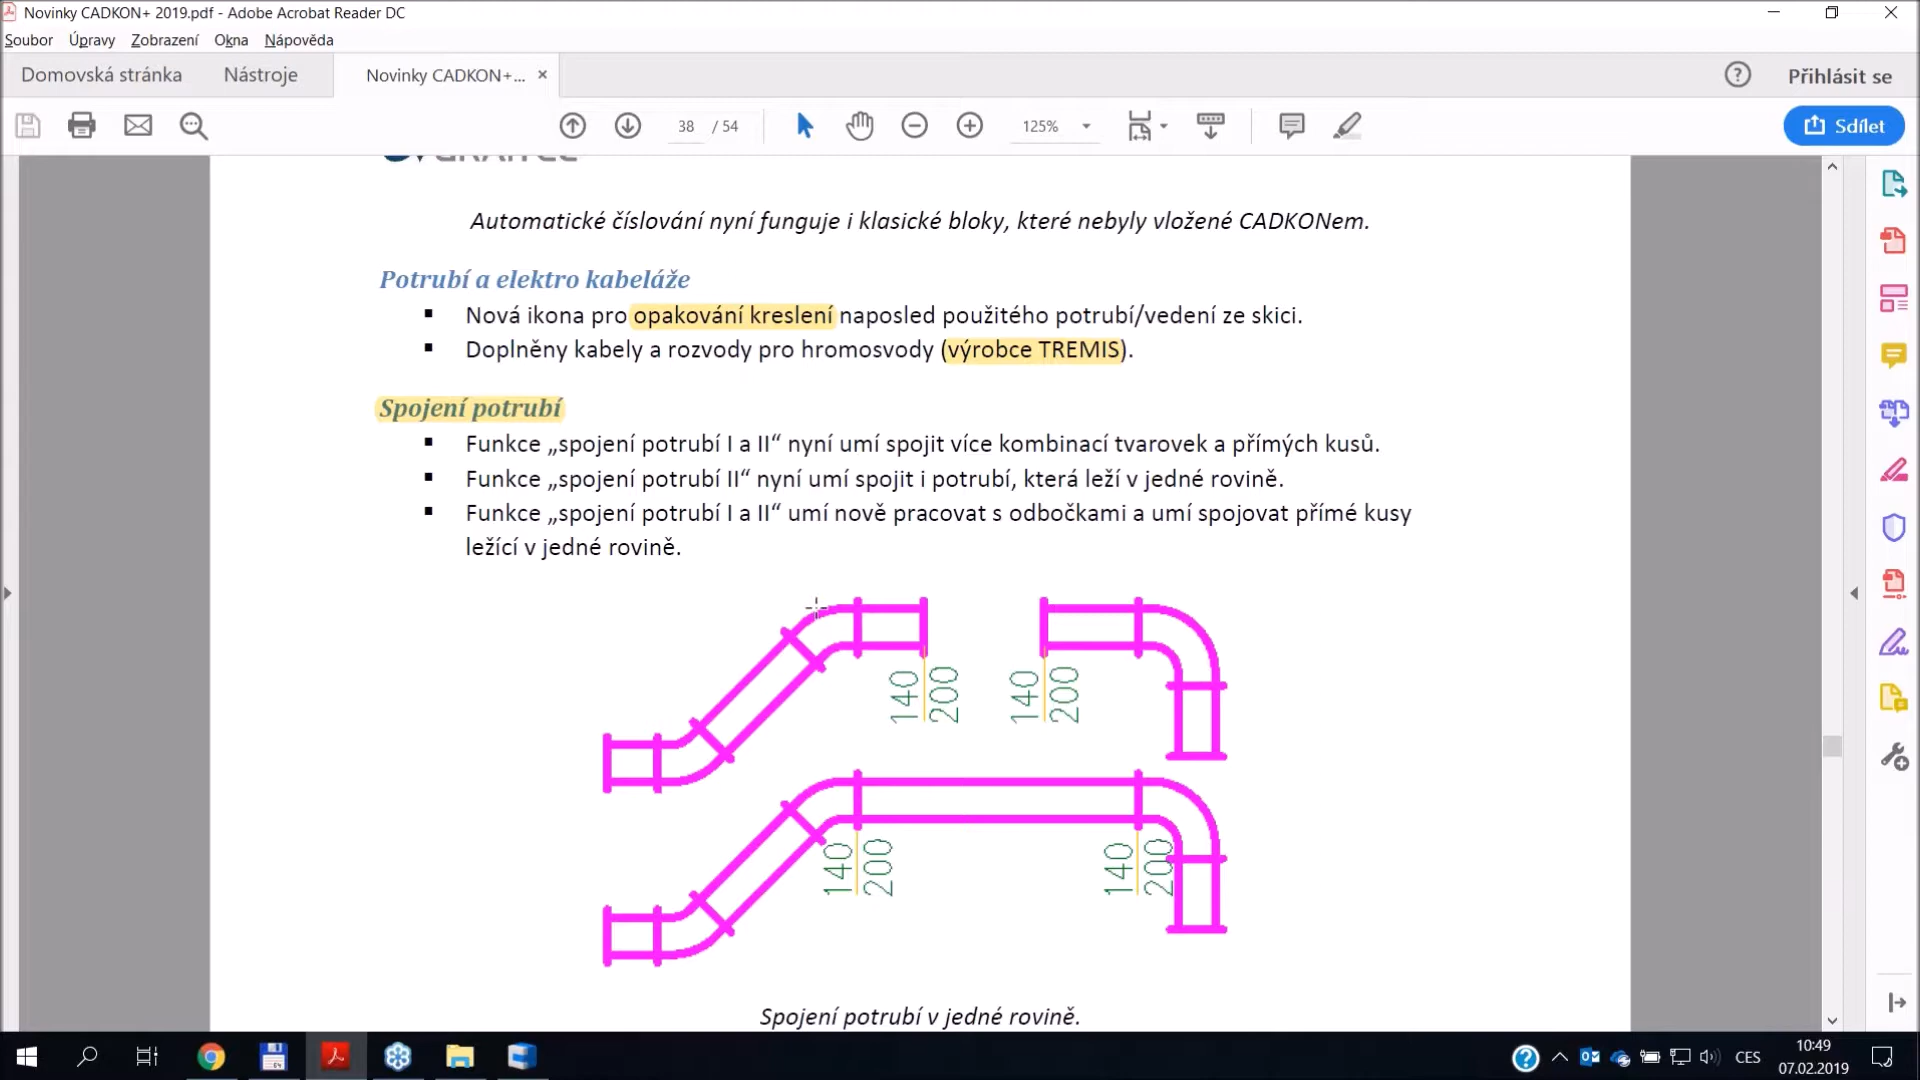 Novinky CADKON+ 2019.pdf - Adobe Acrobat Reader DC
Soubor Úpravy Zobrazení Okna Nápověda
Domovská stránka Nástroje Novinky CADKON+... × Přihlásit se
38 / 54 125% Sdílet
Automatické číslování nyní funguje i klasické bloky, které nebyly vložené CADKONem.
Potrubí a elektro kabeláže
▪ Nová ikona pro opakování kreslení naposled použitého potrubí/vedení ze skici.
▪ Doplněny kabely a rozvody pro hromosvody (výrobce TREMIS).
Spojení potrubí
▪ Funkce „spojení potrubí I a II“ nyní umí spojit více kombinací tvarovek a přímých kusů.
▪ Funkce „spojení potrubí II“ nyní umí spojit i potrubí, která leží v jedné rovině.
▪ Funkce „spojení potrubí I a II“ umí nově pracovat s odbočkami a umí spojovat přímé kusy
ležící v jedné rovině.
140 200 140 200
140 200 140 200
Spojení potrubí v jedné rovině.
CES 10:49
07.02.2019